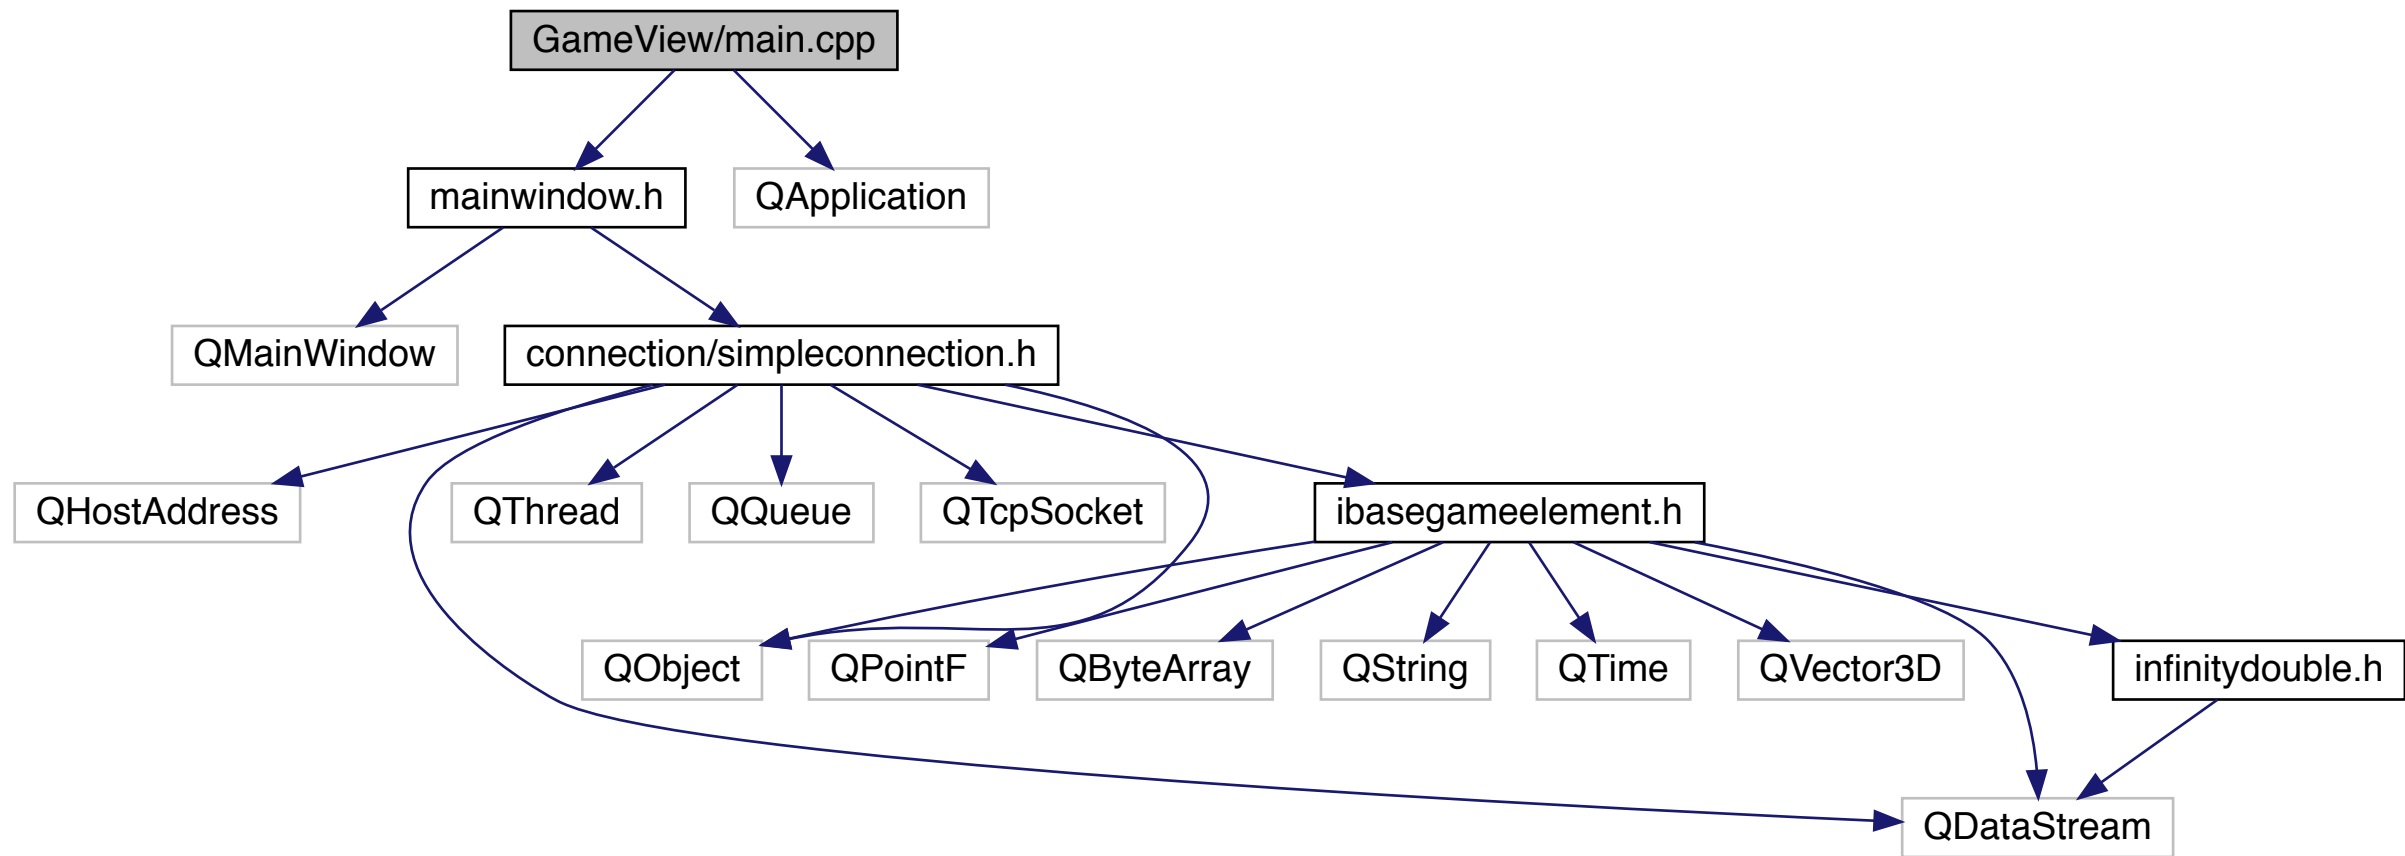 GameView/main.cpp
mainwindow.h
QApplication
QMainWindow
connection/simpleconnection.h
QHostAddress
QThread
QQueue
QTcpSocket
ibasegameelement.h
QObject
QPointF
QByteArray
QString
QTime
QVector3D
infinitydouble.h
QDataStream